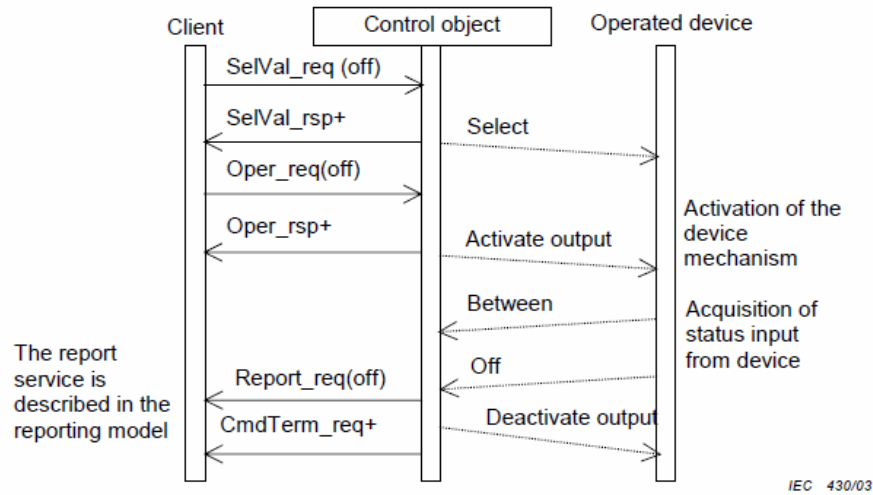 Client
Control object
Operated device
SelVal_req (off)
SelVal_rsp+
Select
Oper_req(off)
Oper_rsp+
Activate output
Activation of the
device
mechanism
Between
Acquisition of
status input
from device
The report
service is
described in the
reporting model
Off
Report_req(off)
Deactivate output
CmdTerm_req+
IEC 430/03